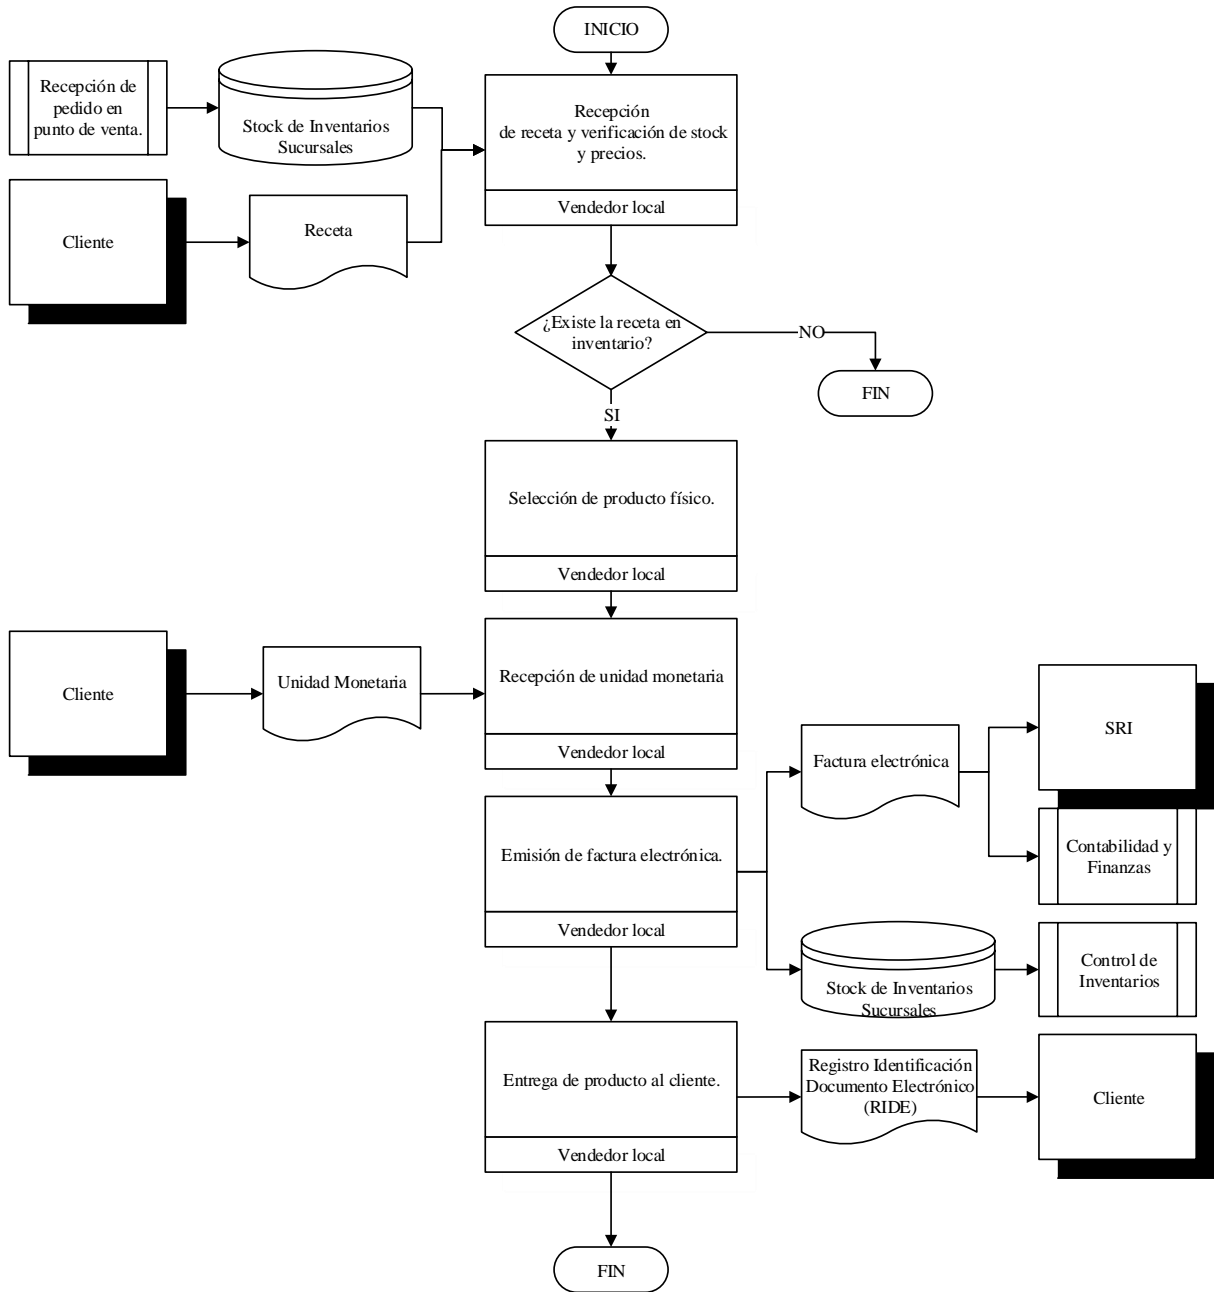 INICIO
Recepción de
pedido en
punto de venta.
Stock de Inventarios
Sucursales
Recepción
de receta y verificación de stock
y precios.
Vendedor local
Cliente
Receta
¿Existe la receta en
inventario?
NO
FIN
SI
Selección de producto físico.
Vendedor local
Cliente
Unidad Monetaria
Recepción de unidad monetaria
Vendedor local
Factura electrónica
SRI
Emisión de factura electrónica.
Vendedor local
Contabilidad y
Finanzas
Stock de Inventarios
Sucursales
Control de
Inventarios
Entrega de producto al cliente.
Vendedor local
Registro Identificación
Documento Electrónico
(RIDE)
Cliente
FIN